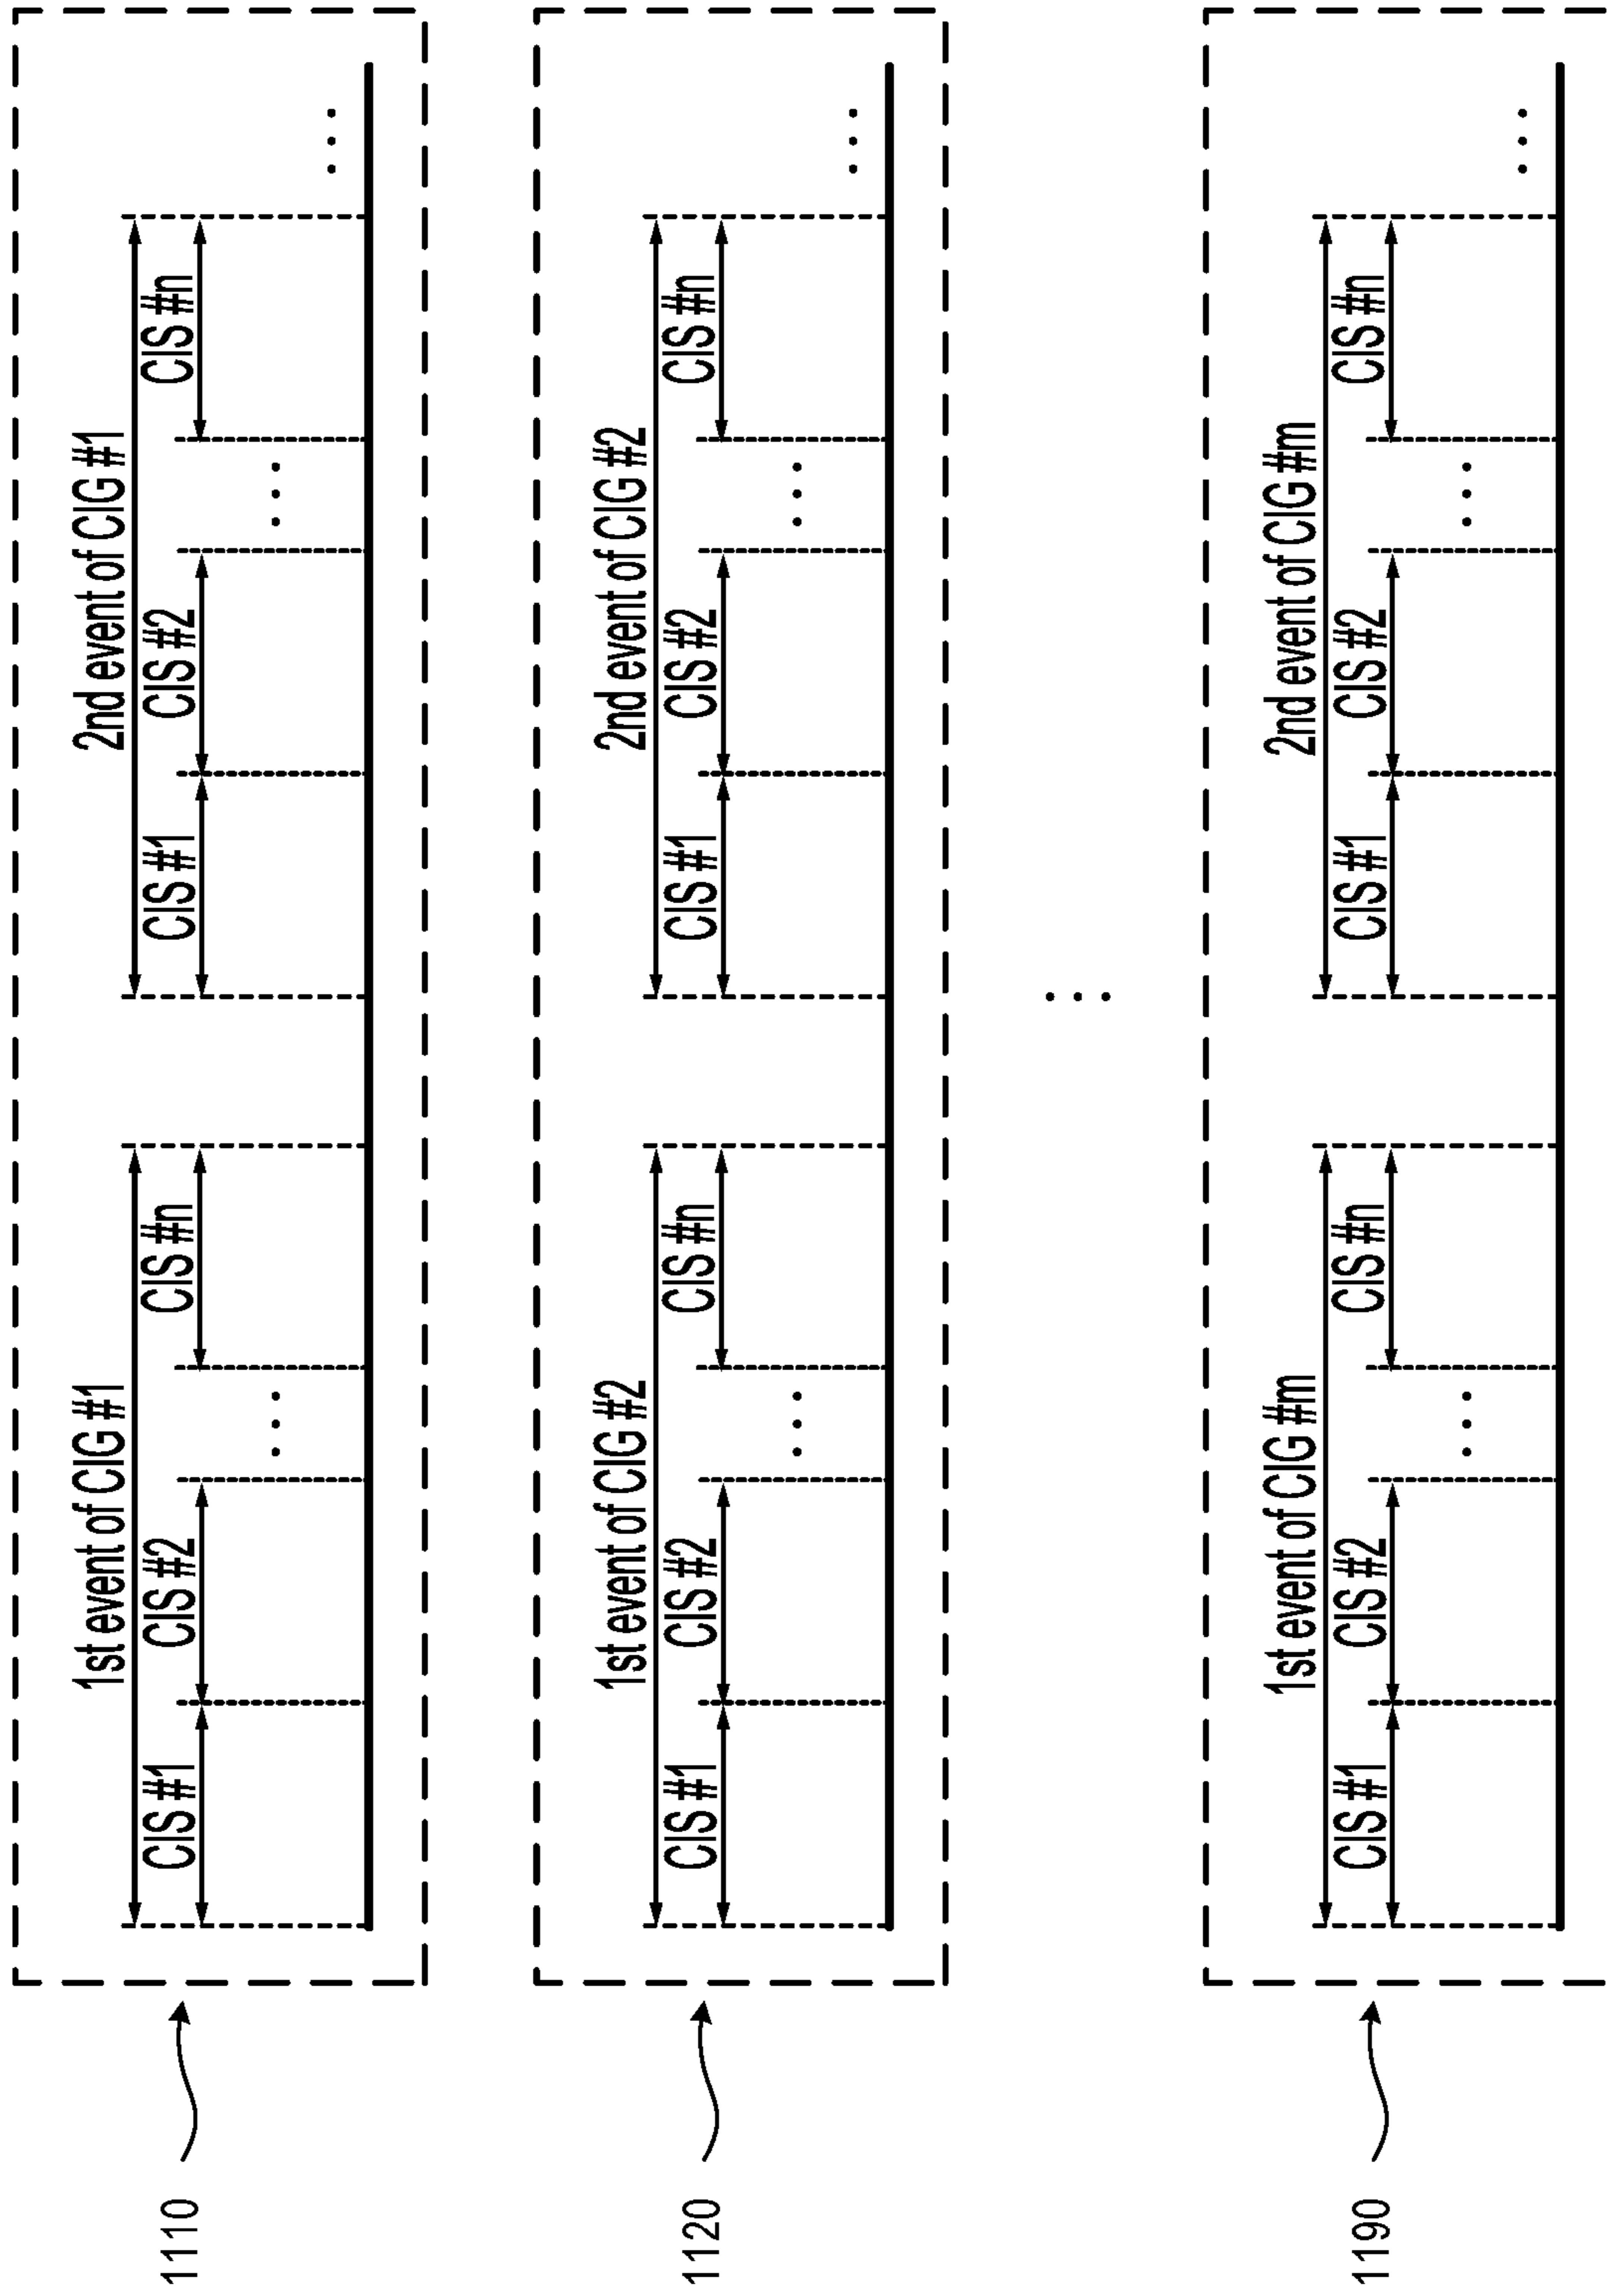 1110
1st event of CIG #1
2nd event of CIG #1
CIS #1
CIS #2
...
CIS #n
CIS #1
CIS #2
...
CIS #n
...
1120
1st event of CIG #2
2nd event of CIG #2
CIS #1
CIS #2
...
CIS #n
CIS #1
CIS #2
...
CIS #n
...
...
1190
1st event of CIG #m
2nd event of CIG #m
CIS #1
CIS #2
...
CIS #n
CIS #1
CIS #2
...
CIS #n
...